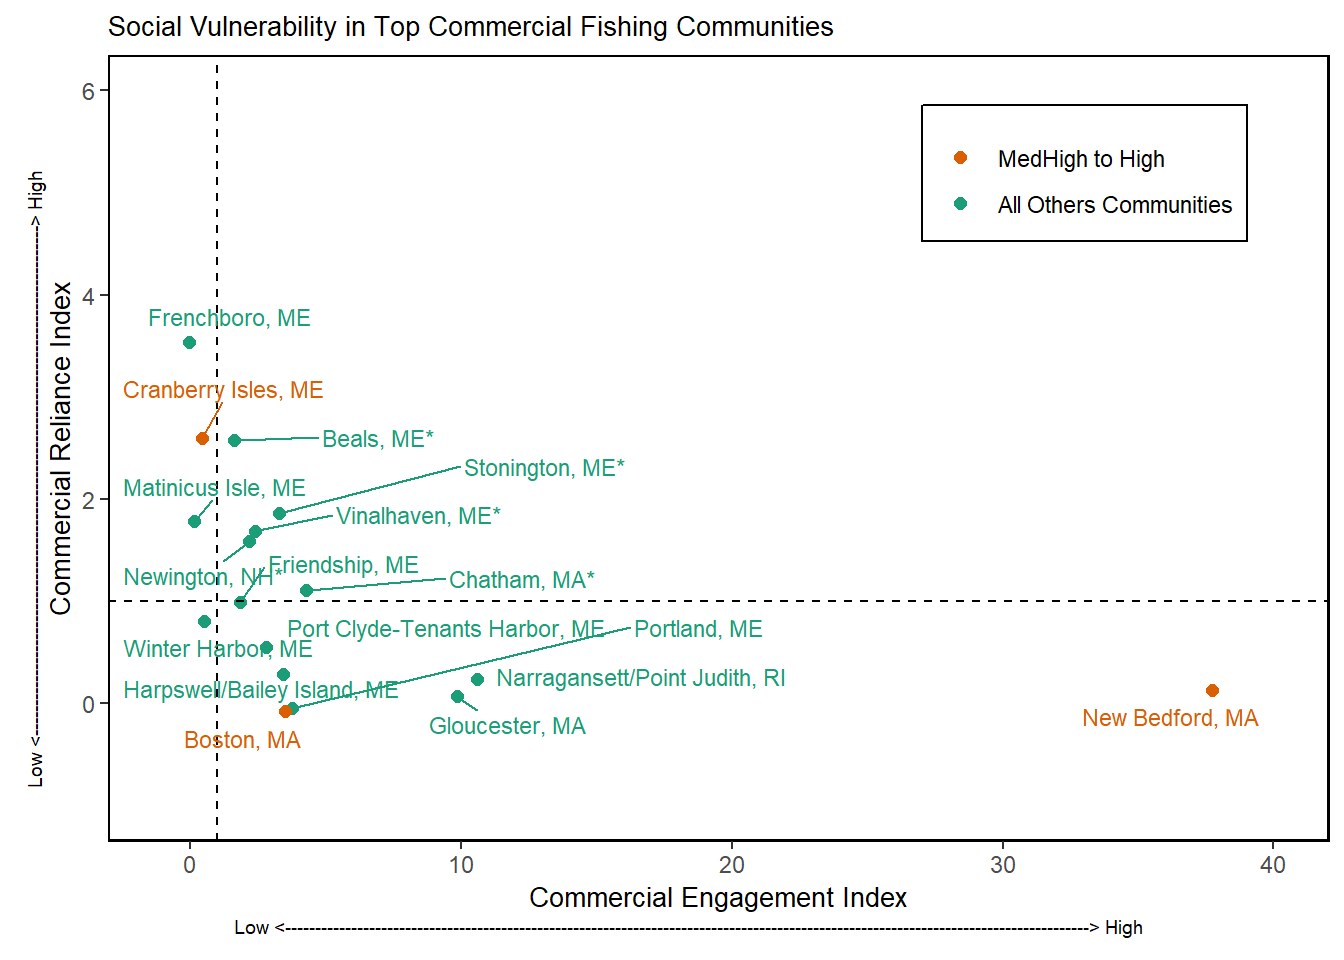 Social Vulnerability in Top Commercial Fishing Communities
6
4
2
0
Low <-----------------------------------------------------> High
Commercial Reliance Index
MedHigh to High
All Others Communities
Frenchboro, ME
Cranberry Isles, ME
Beals, ME*
Stonington, ME*
Matinicus Isle, ME
Vinalhaven, ME*
Friendship, ME
Newington, NH*
Chatham, MA*
Port Clyde-Tenants Harbor, ME
Portland, ME
Winter Harbor, ME
Narragansett/Point Judith, RI
Harpswell/Bailey Island, ME
New Bedford, MA
Gloucester, MA
Boston, MA
0
10
20
30
40
Commercial Engagement Index
Low <-----------------------------------------------------> High